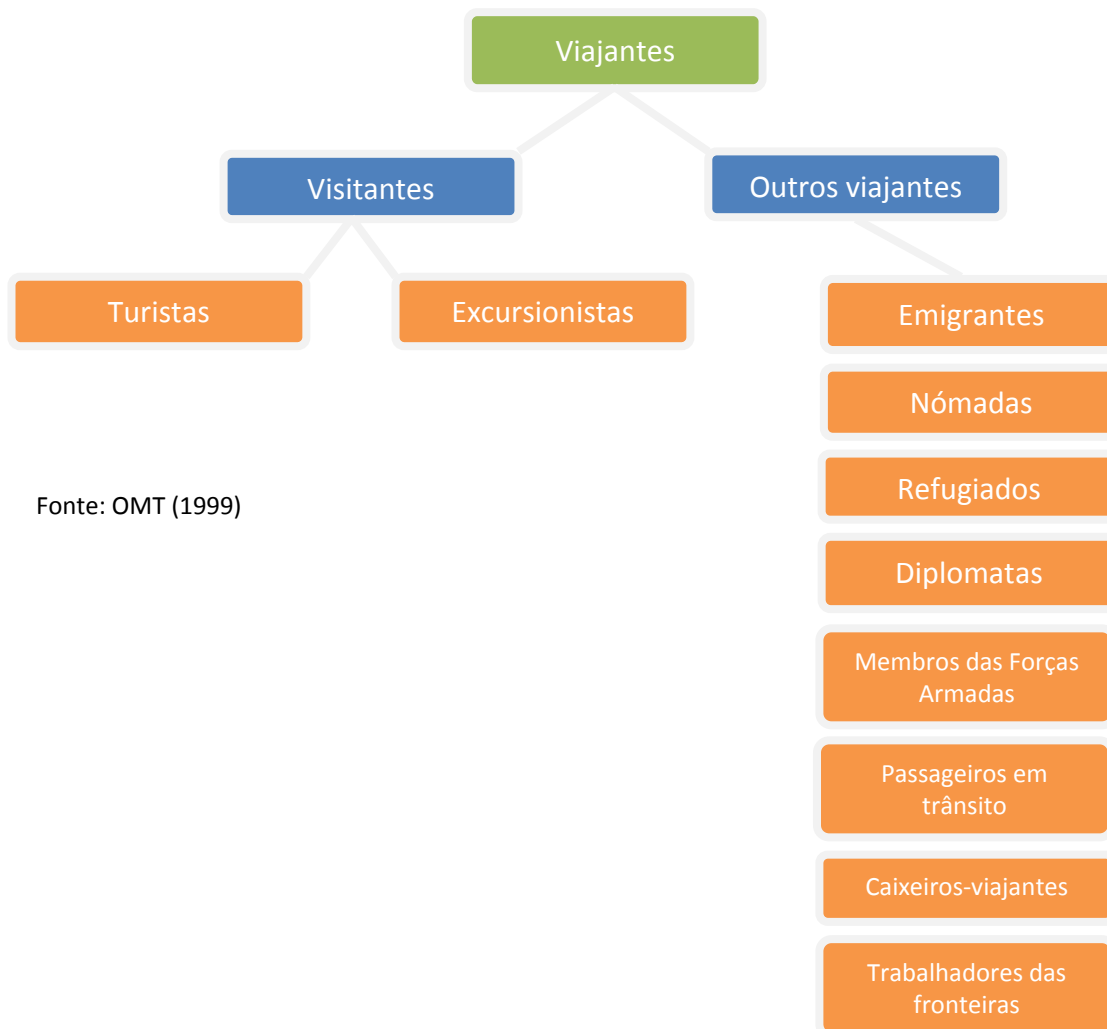 Viajantes
Visitantes
Outros viajantes
Turistas
Excursionistas
Emigrantes
Nómadas
Refugiados
Fonte: OMT (1999)
Diplomatas
Membros das Forças
Armadas
Passageiros em
trânsito
Caixeiros-viajantes
Trabalhadores das
fronteiras